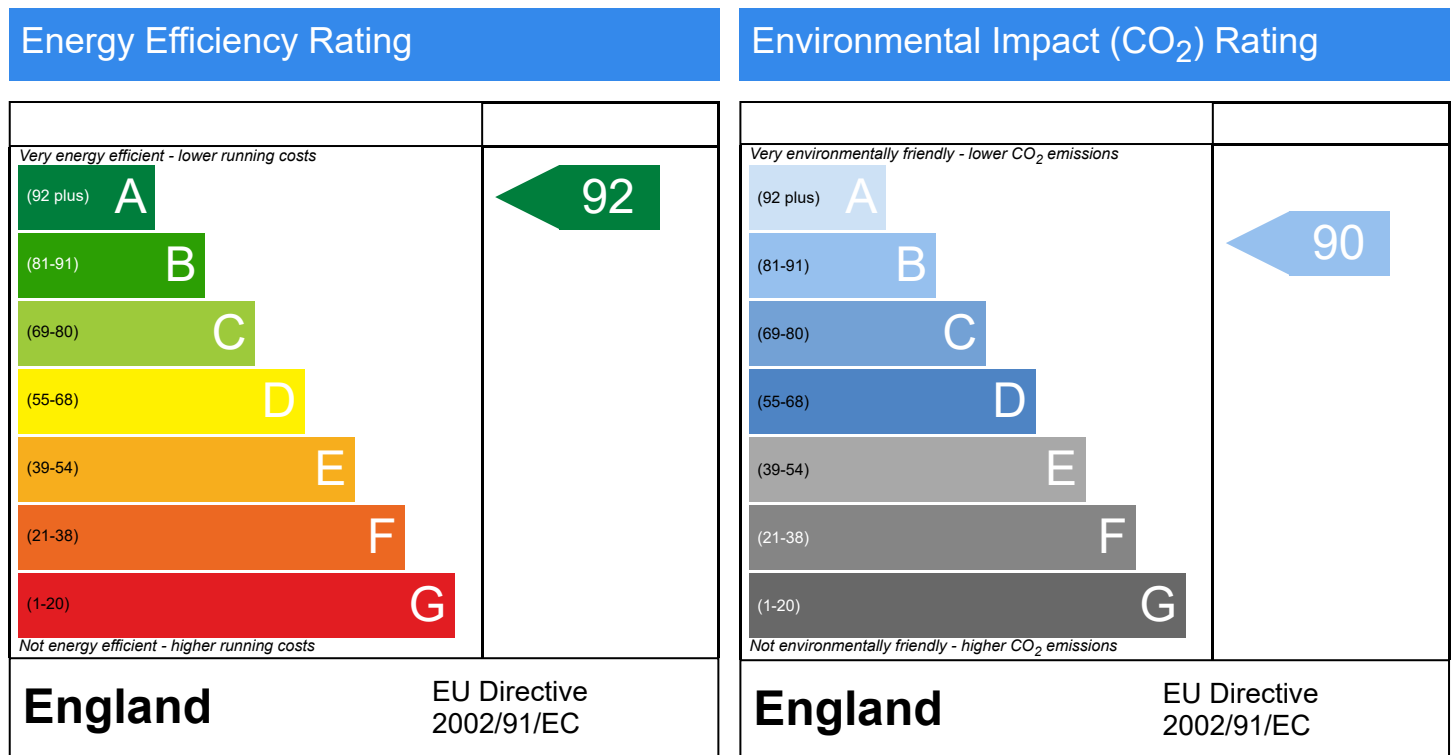 Energy Efficiency Rating
Very energy efficient - lower running costs
(92 plus) A
92
(81-91) B
(69-80) C
(55-68) D
(39-54) E
(21-38) F
(1-20) G
Not energy efficient - higher running costs
England
EU Directive
2002/91/EC
Environmental Impact (CO2) Rating
Very environmentally friendly - lower CO2 emissions
(92 plus) A
(81-91) B
90
(69-80) C
(55-68) D
(39-54) E
(21-38) F
(1-20) G
Not environmentally friendly - higher CO2 emissions
England
EU Directive
2002/91/EC